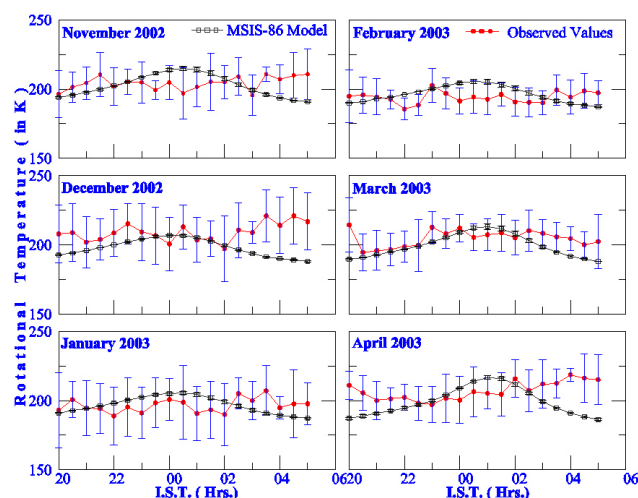 November 2002
MSIS-86 Model
February 2003
Observed Values
250
200
150
December 2002
March 2003
250
200
150
January 2003
April 2003
250
200
150
Rotational Temperature ( in K )
20 22 00 02 04 06
20 22 00 02 04 06
I.S.T. ( Hrs.)
I.S.T. ( Hrs.)